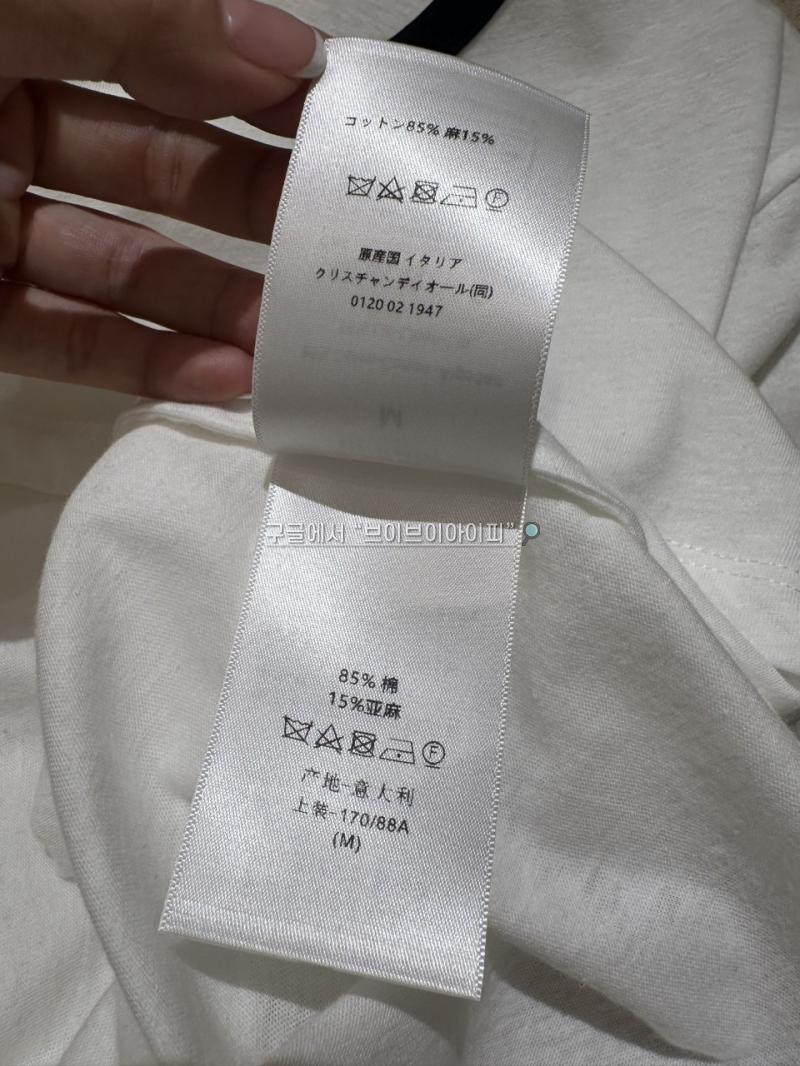 コットン85% 麻15%
原産国 イタリア
クリスチャンディオール(同)
0120 02 1947
M
구글에서 “브이브이아이피”
85% 棉
15%亚麻
产地-意大利
上装-170/88A
(M)